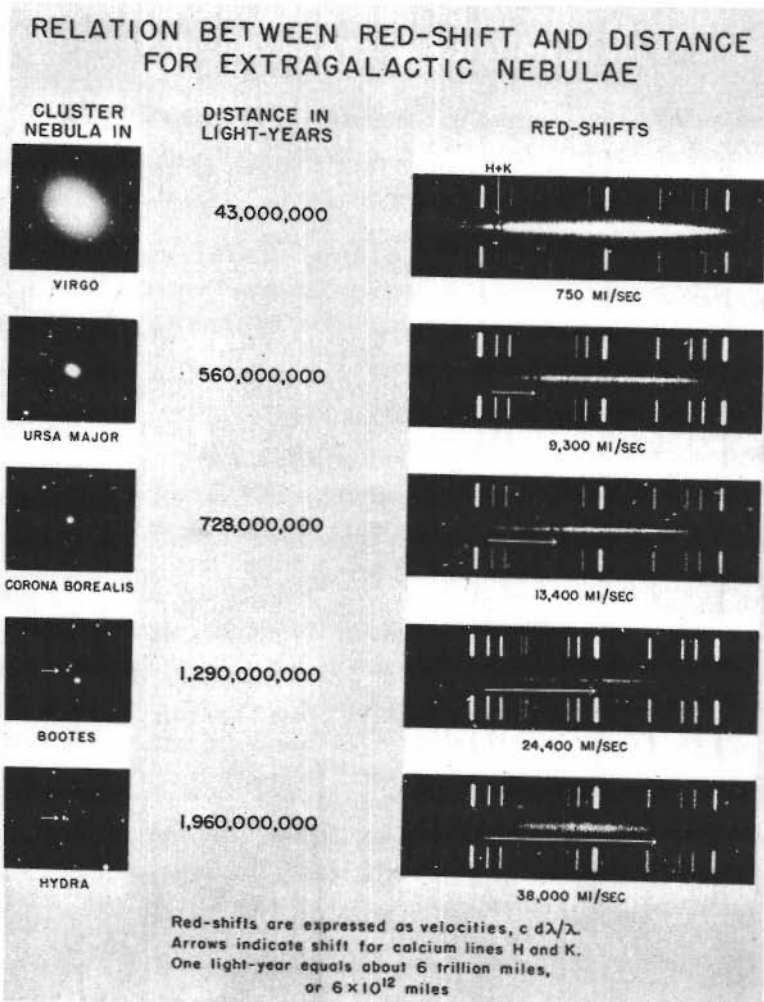 RELATION BETWEEN RED-SHIFT AND DISTANCE
FOR EXTRAGALACTIC NEBULAE
CLUSTER
NEBULA IN
DISTANCE IN
LIGHT-YEARS
RED-SHIFTS
H+K
43,000,000
VIRGO
750 MI/SEC
560,000,000
URSA MAJOR
9,300 MI/SEC
728,000,000
CORONA BOREALIS
13,400 MI/SEC
1,290,000,000
BOOTES
24,400 MI/SEC
1,960,000,000
HYDRA
38,000 MI/SEC
Red-shifts are expressed as velocities, c dλ/λ.
Arrows indicate shift for calcium lines H and K.
One light-year equals about 6 trillion miles,
or 6×10¹² miles